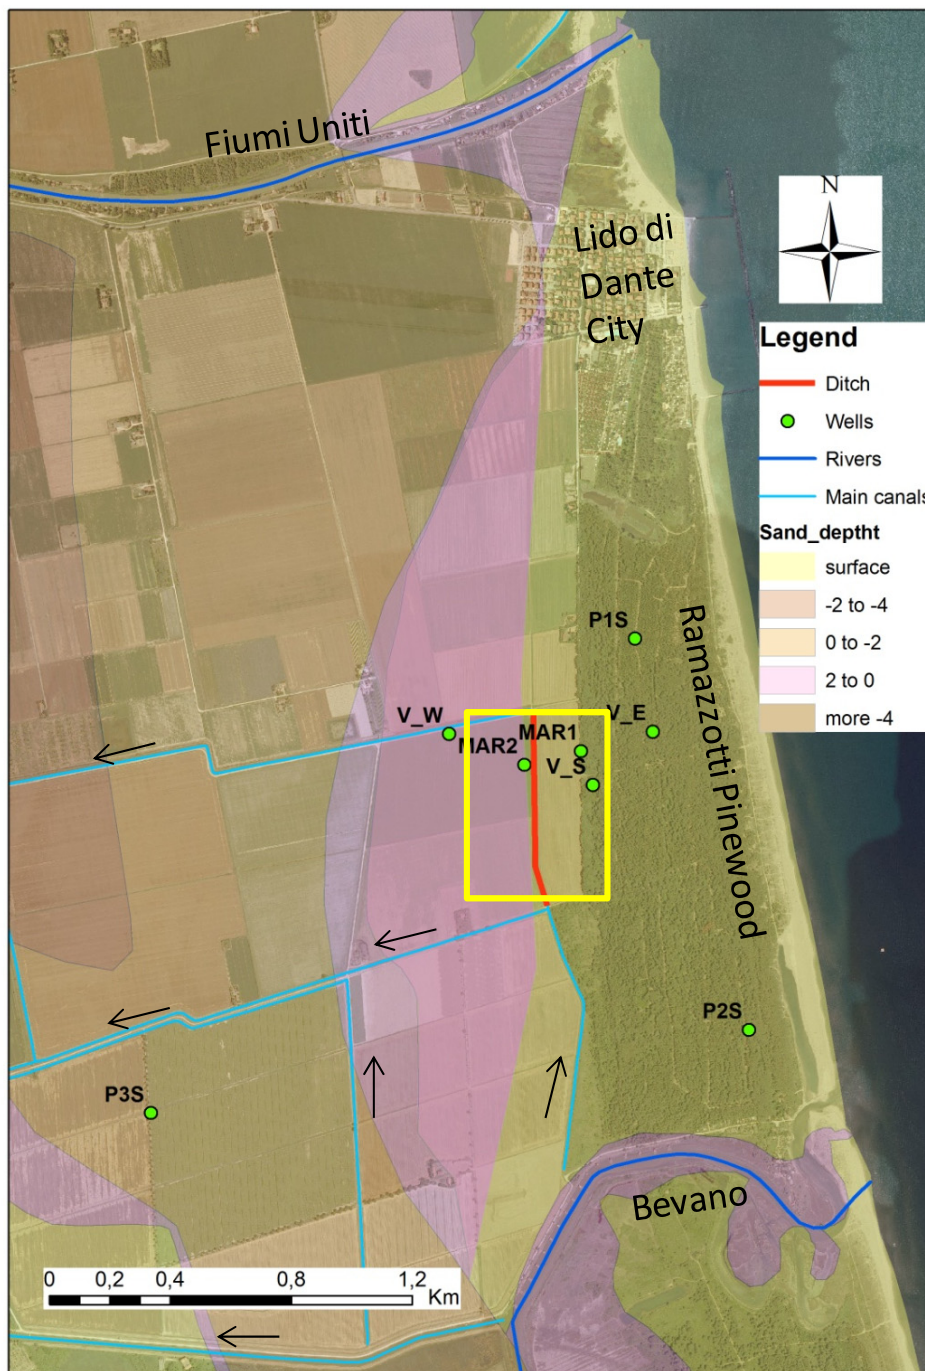 Fiumi Uniti
N
Lido di
Dante
City
Legend
Ditch
Wells
Rivers
Main canals
Sand_deptht
surface
-2 to -4
0 to -2
2 to 0
more -4
P1S
Ramazzotti Pinewood
V_W
V_E
MAR1
MAR2
V_S
P2S
P3S
Bevano
0 0,2 0,4 0,8 1,2
Km